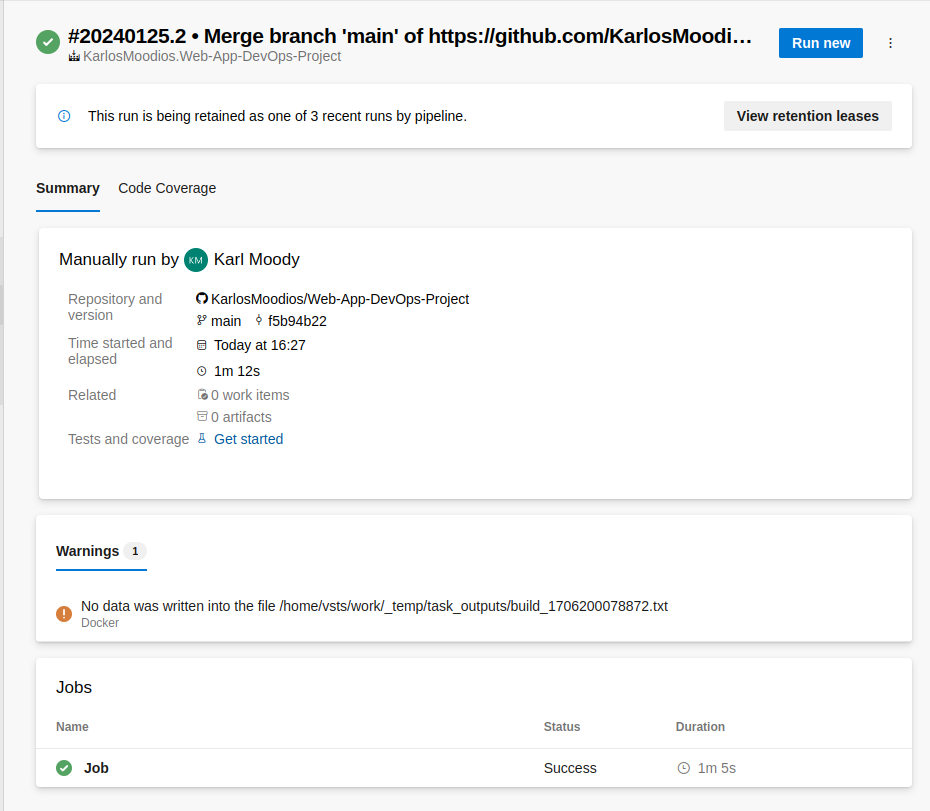 #20240125.2 • Merge branch 'main' of https://github.com/KarlosMoodi…
KarlosMoodios.Web-App-DevOps-Project
Run new
This run is being retained as one of 3 recent runs by pipeline.
View retention leases
Summary Code Coverage
Manually run by KM Karl Moody
Repository and version
KarlosMoodios/Web-App-DevOps-Project
main f5b94b22
Time started and elapsed
Today at 16:27
1m 12s
Related
0 work items
0 artifacts
Tests and coverage Get started
Warnings 1
No data was written into the file /home/vsts/work/_temp/task_outputs/build_1706200078872.txt
Docker
Jobs
Name Status Duration
Job Success 1m 5s